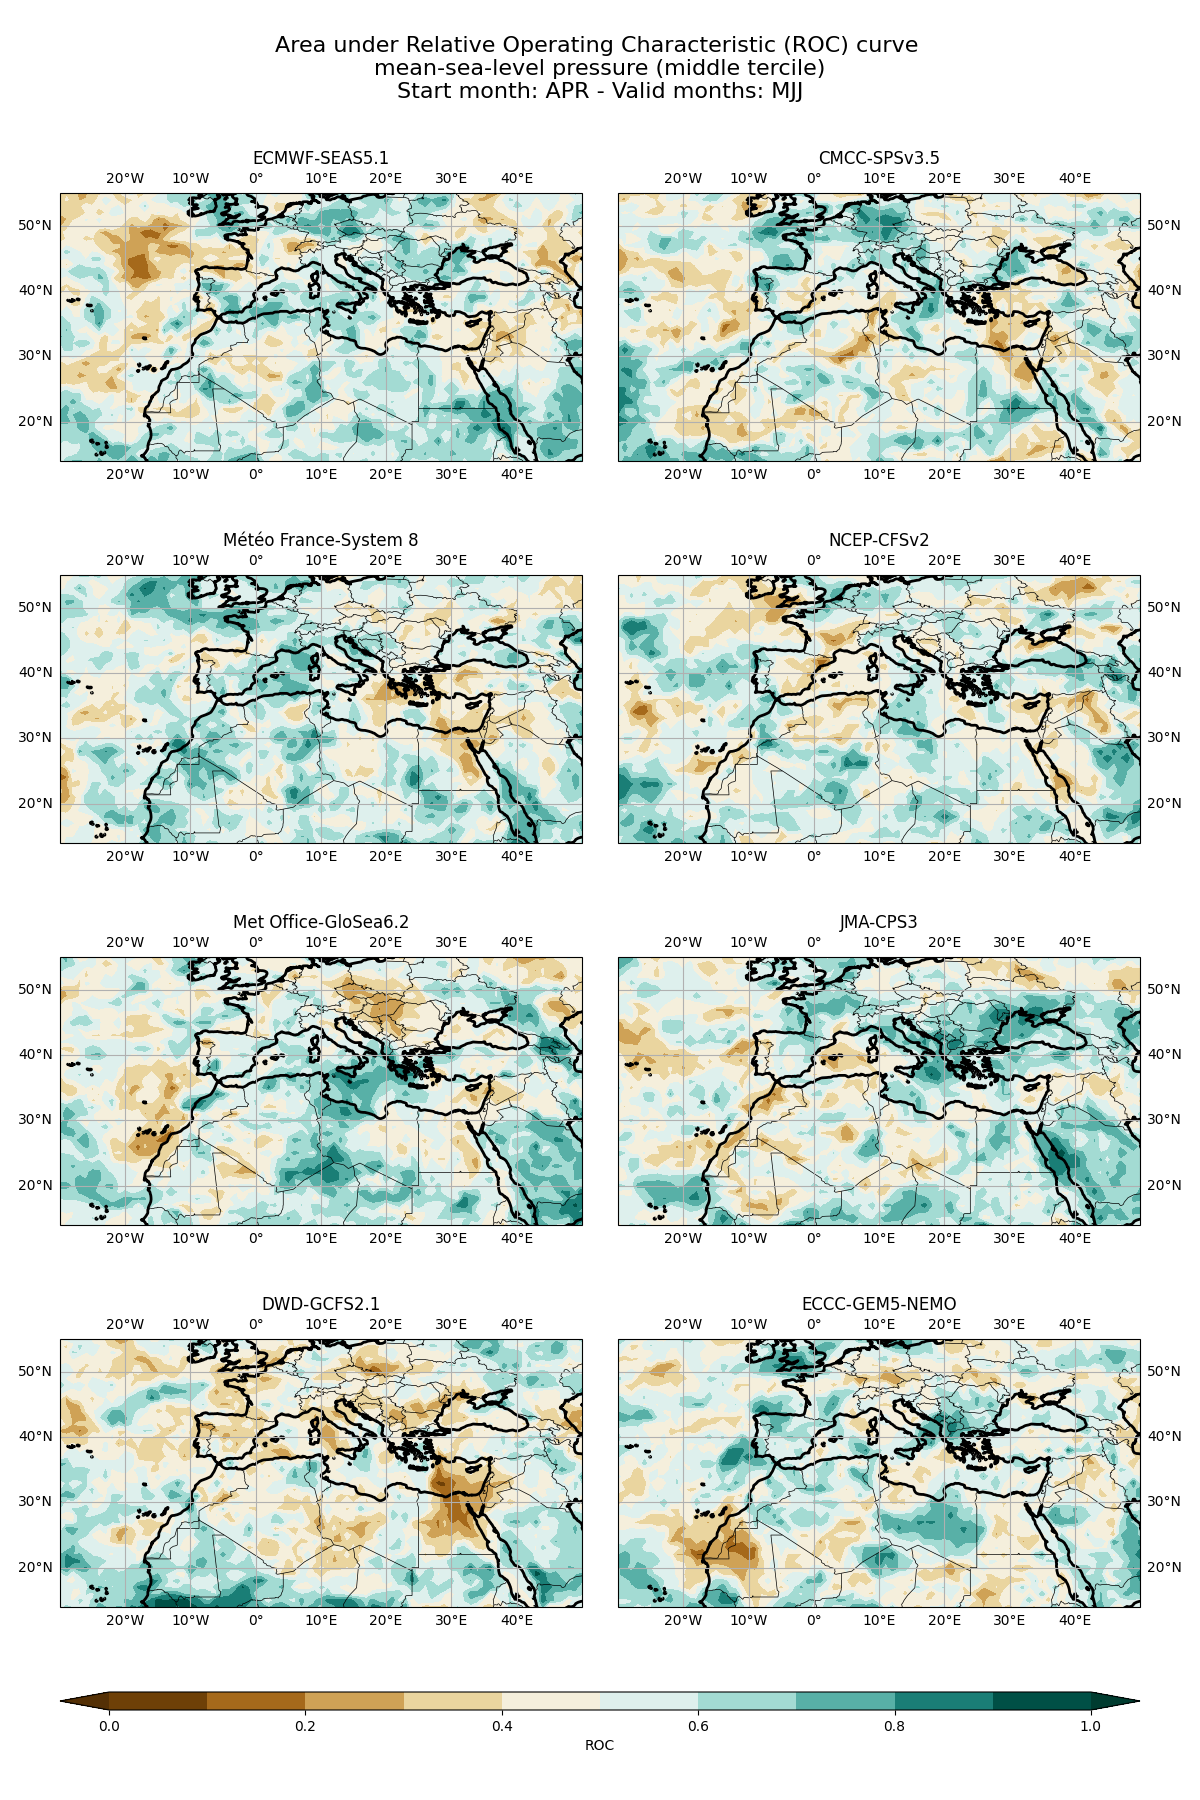 Area under Relative Operating Characteristic (ROC) curve
mean-sea-level pressure (middle tercile)
Start month: APR - Valid months: MJJ
ECMWF-SEAS5.1 CMCC-SPSv3.5
20°W 10°W 0° 10°E 20°E 30°E 40°E 20°W 10°W 0° 10°E 20°E 30°E 40°E
50°N 50°N
40°N 40°N
30°N 30°N
20°N 20°N
20°W 10°W 0° 10°E 20°E 30°E 40°E 20°W 10°W 0° 10°E 20°E 30°E 40°E
Météo France-System 8 NCEP-CFSv2
20°W 10°W 0° 10°E 20°E 30°E 40°E 20°W 10°W 0° 10°E 20°E 30°E 40°E
50°N 50°N
40°N 40°N
30°N 30°N
20°N 20°N
20°W 10°W 0° 10°E 20°E 30°E 40°E 20°W 10°W 0° 10°E 20°E 30°E 40°E
Met Office-GloSea6.2 JMA-CPS3
20°W 10°W 0° 10°E 20°E 30°E 40°E 20°W 10°W 0° 10°E 20°E 30°E 40°E
50°N 50°N
40°N 40°N
30°N 30°N
20°N 20°N
20°W 10°W 0° 10°E 20°E 30°E 40°E 20°W 10°W 0° 10°E 20°E 30°E 40°E
DWD-GCFS2.1 ECCC-GEM5-NEMO
20°W 10°W 0° 10°E 20°E 30°E 40°E 20°W 10°W 0° 10°E 20°E 30°E 40°E
50°N 50°N
40°N 40°N
30°N 30°N
20°N 20°N
20°W 10°W 0° 10°E 20°E 30°E 40°E 20°W 10°W 0° 10°E 20°E 30°E 40°E
0.0 0.2 0.4 0.6 0.8 1.0
ROC